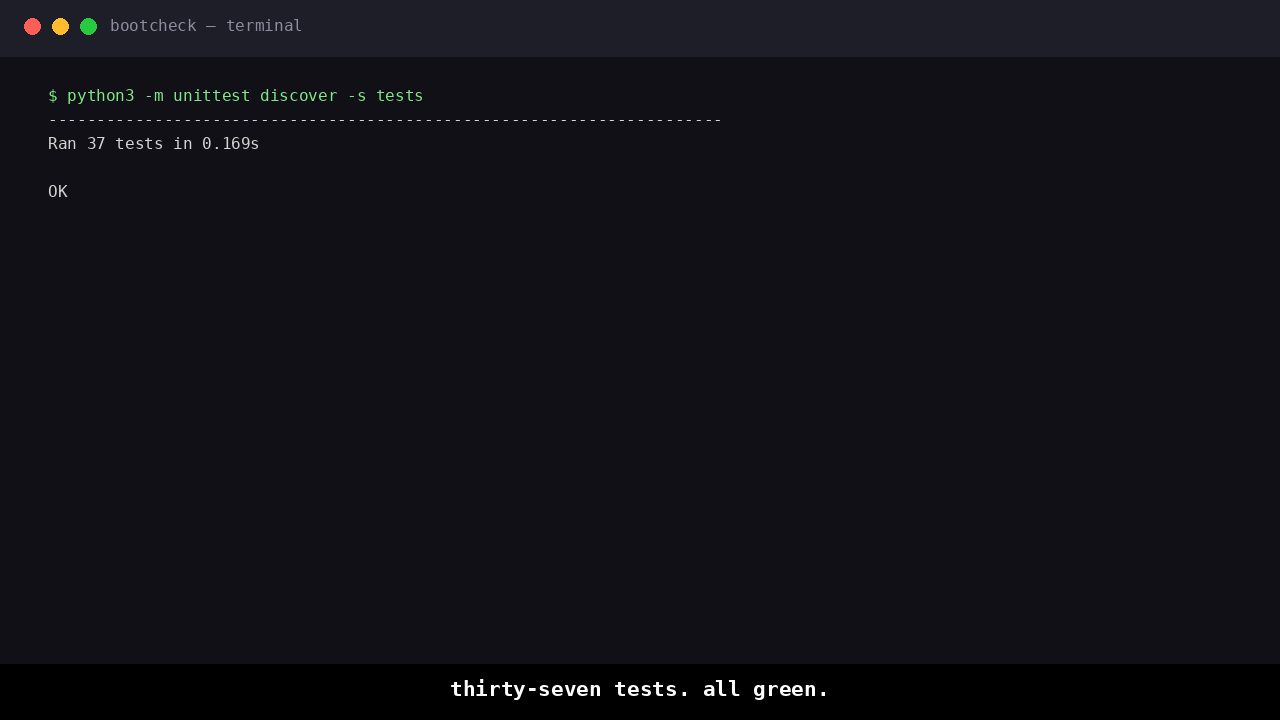 bootcheck — terminal
$ python3 -m unittest discover -s tests
----------------------------------------------------------------------
Ran 37 tests in 0.169s
OK
thirty-seven tests. all green.